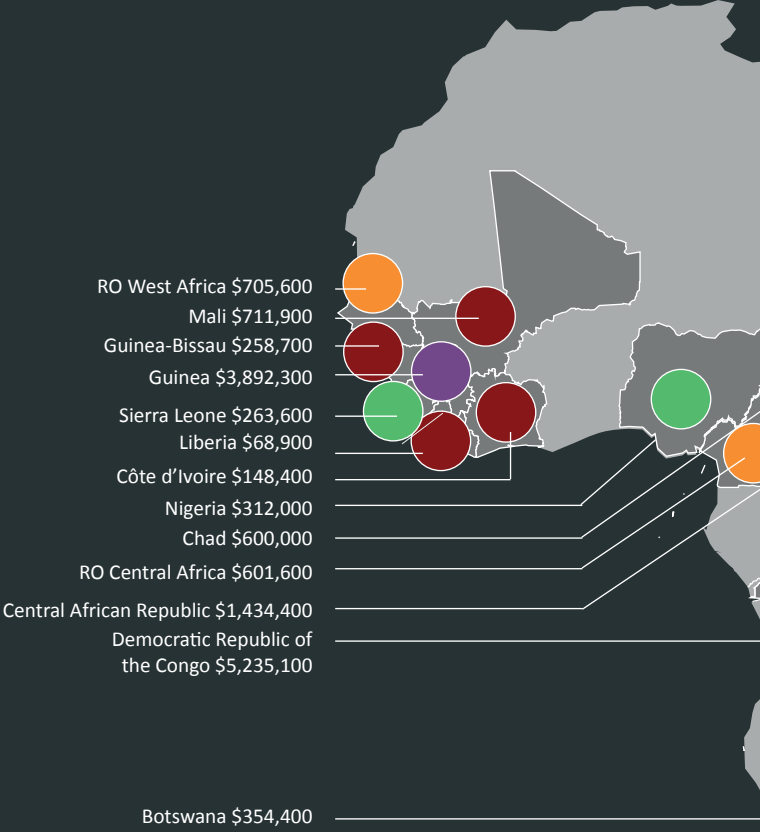 RO West Africa $705,600
Mali $711,900
Guinea-Bissau $258,700
Guinea $3,892,300
Sierra Leone $263,600
Liberia $68,900
Côte d’Ivoire $148,400
Nigeria $312,000
Chad $600,000
RO Central Africa $601,600
Central African Republic $1,434,400
Democratic Republic of
the Congo $5,235,100
Botswana $354,400